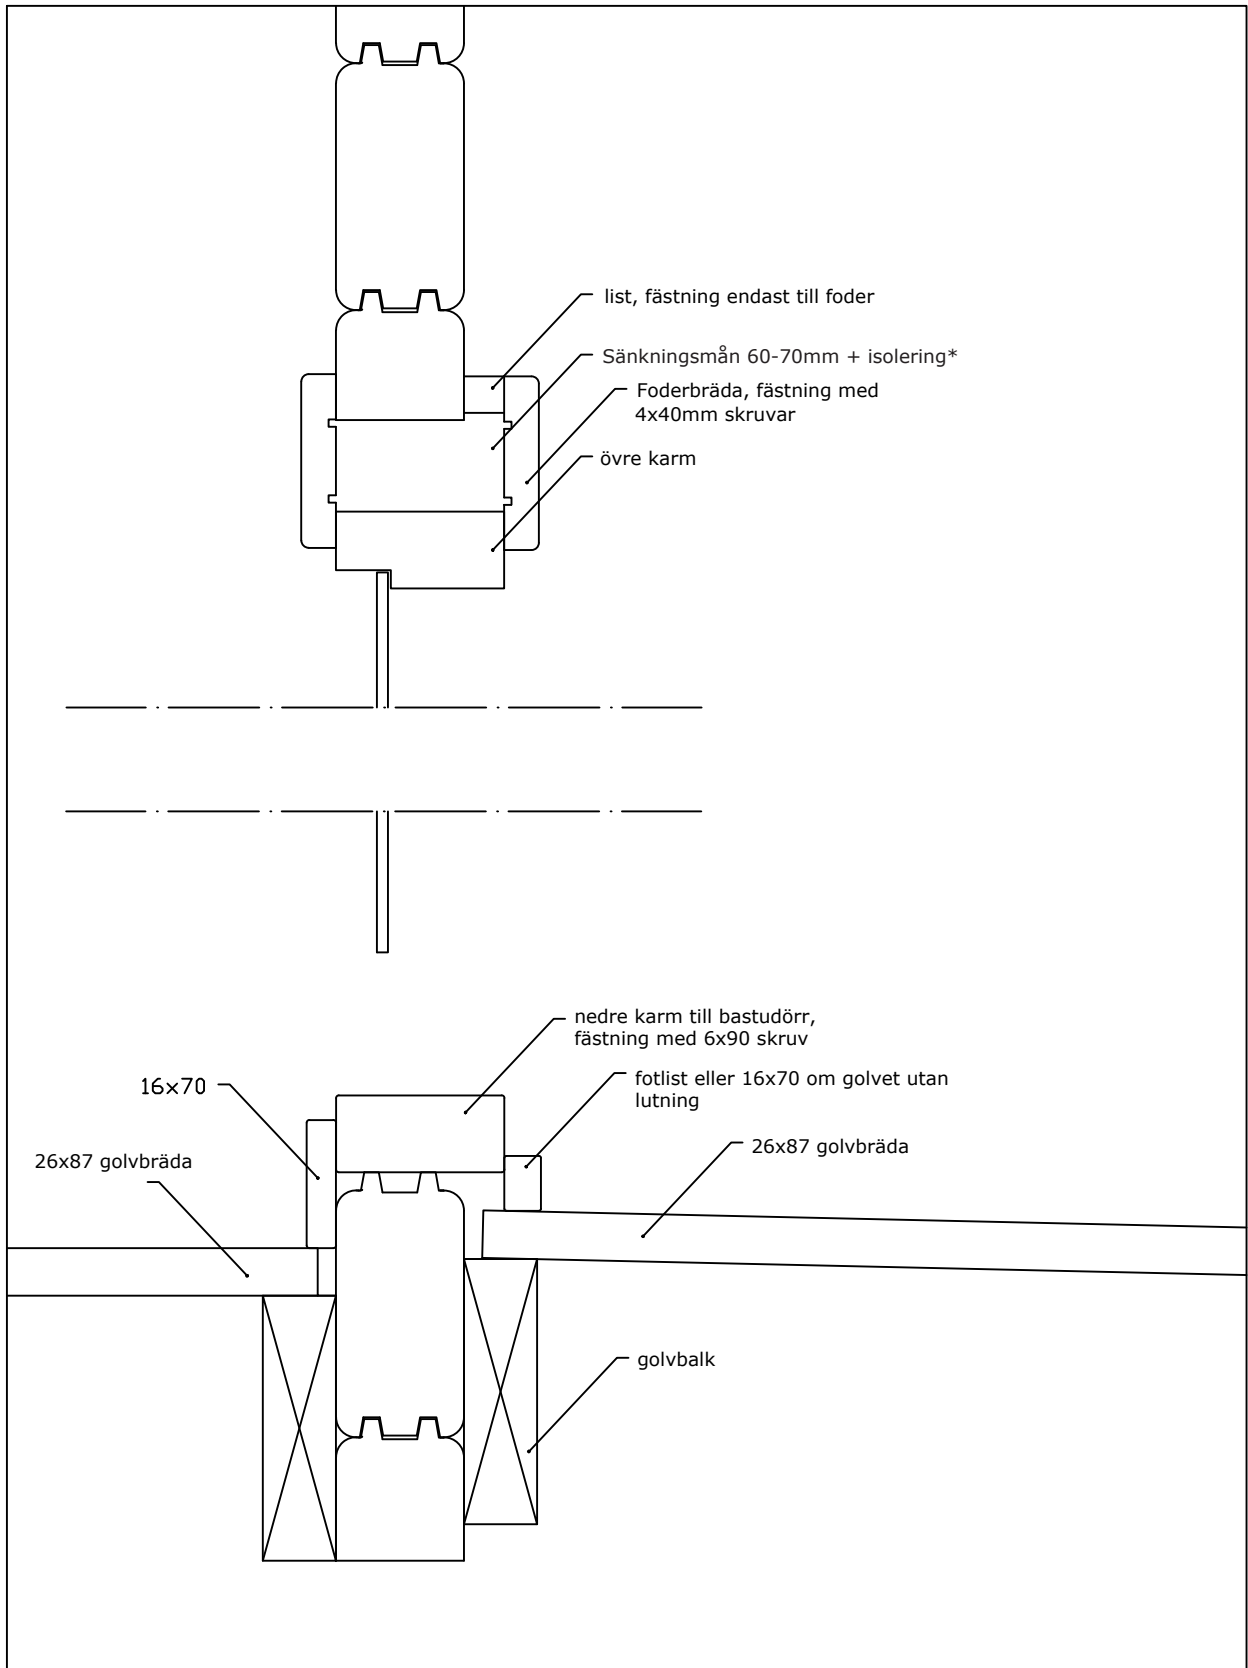 list, fästning endast till foder
Sänkningsmån 60-70mm + isolering*
Foderbräda, fästning med
4x40mm skruvar
övre karm
nedre karm till bastudörr,
fästning med 6x90 skruv
16x70
fotlist eller 16x70 om golvet utan
lutning
26x87 golvbräda
26x87 golvbräda
golvbalk